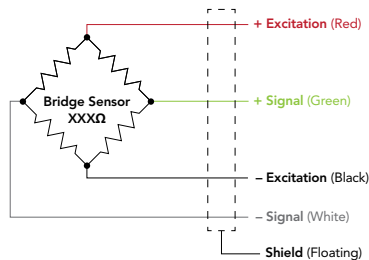 + Excitation (Red)
Bridge Sensor
XXXΩ
+ Signal (Green)
– Excitation (Black)
– Signal (White)
Shield (Floating)